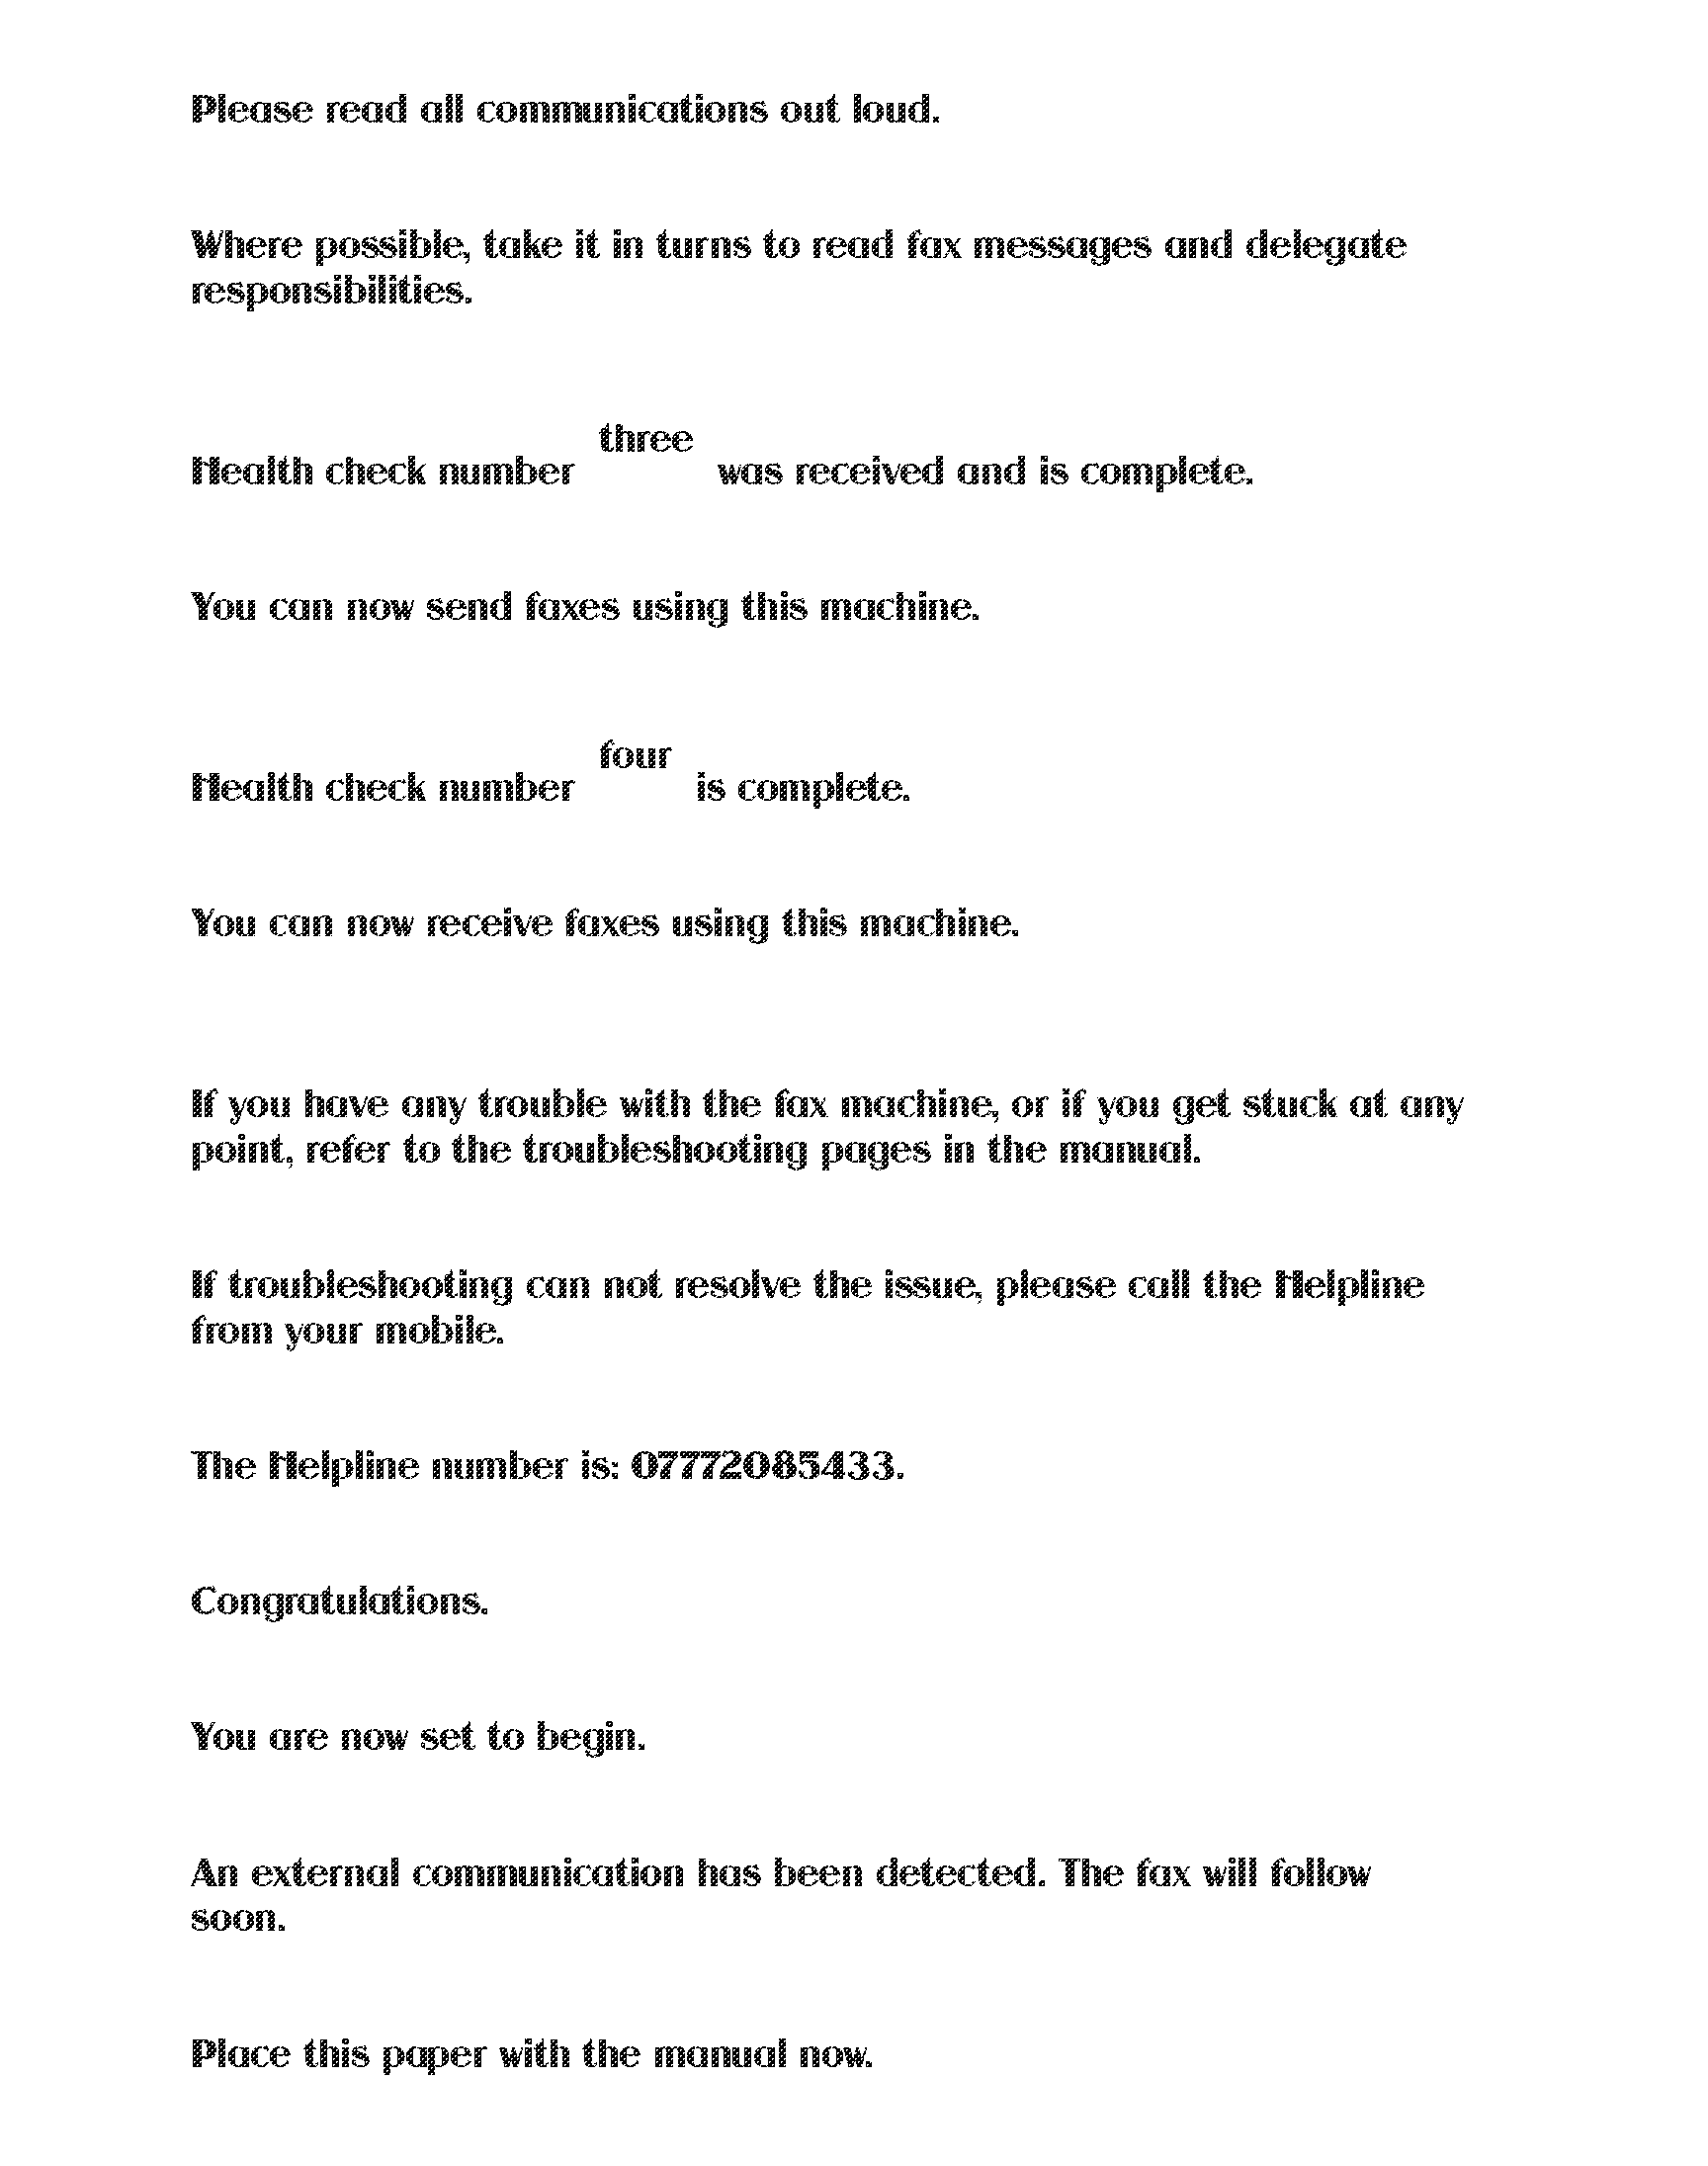 Please read all communications out loud.
Where possible, take it in turns to read fax messages and delegate
responsibilities.
Health check number three was received and is complete.
You can now send faxes using this machine.
Health check number four is complete.
You can now receive faxes using this machine.
If you have any trouble with the fax machine, or if you get stuck at any
point, refer to the troubleshooting pages in the manual.
If troubleshooting can not resolve the issue, please call the Helpline
from your mobile.
The Helpline number is: 07772085433.
Congratulations.
You are now set to begin.
An external communication has been detected. The fax will follow
soon.
Place this paper with the manual now.